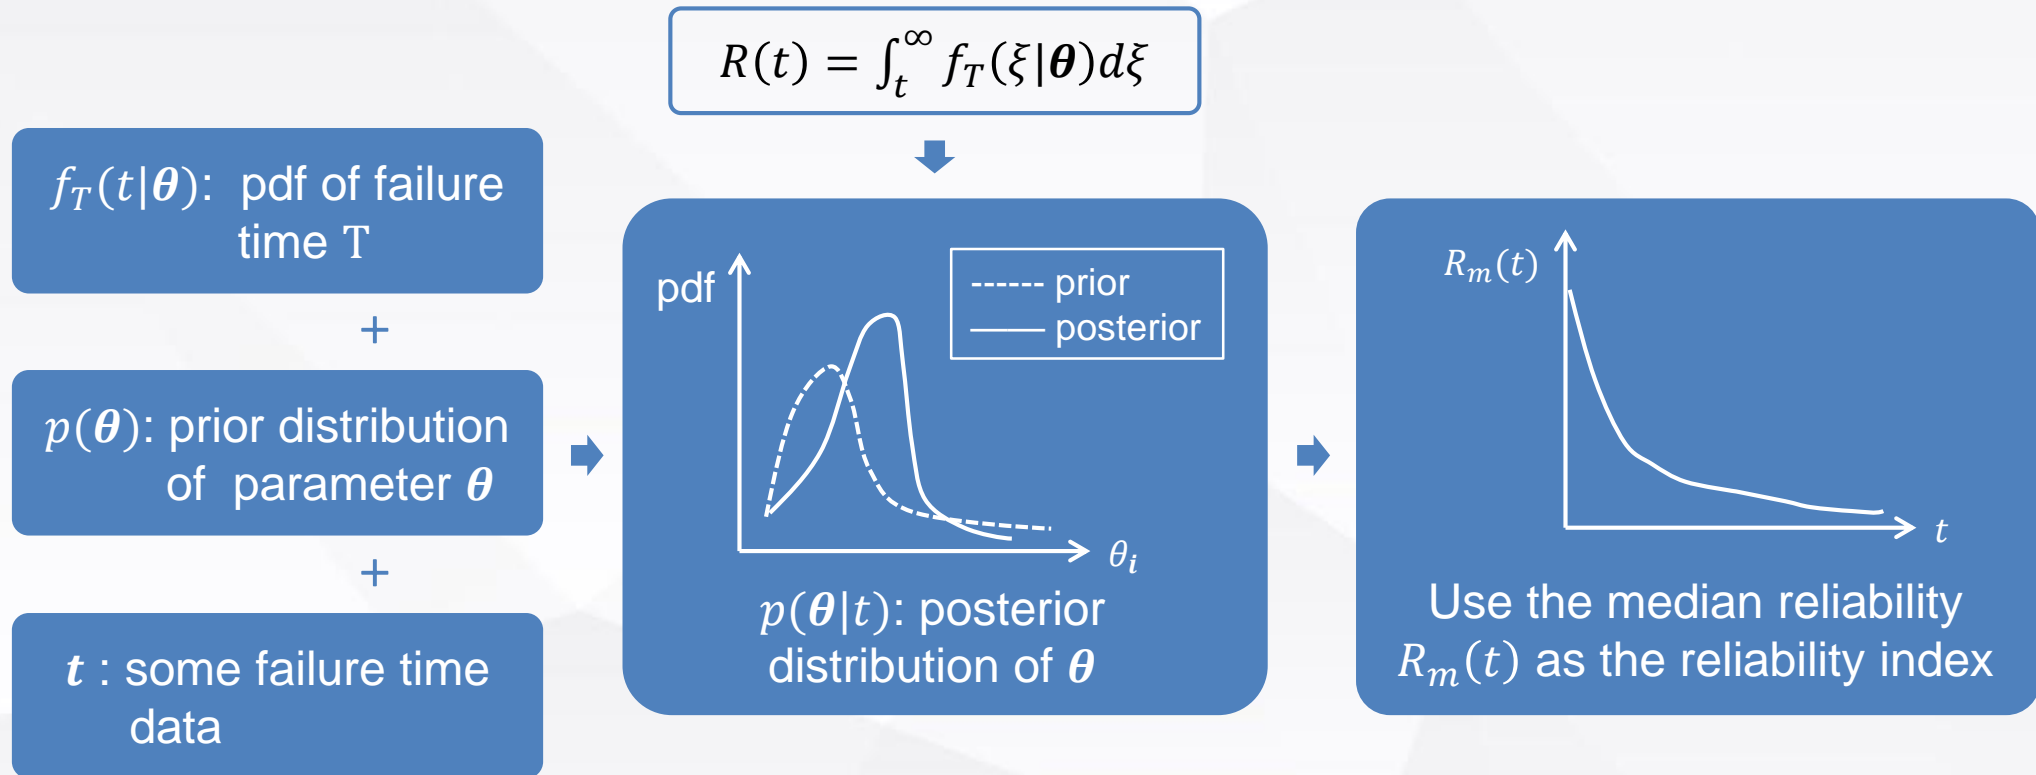 R(t) = ∫_t^∞ f_T(ξ|θ)dξ
f_T(t|θ): pdf of failure
time T
+
p(θ): prior distribution
of parameter θ
+
t : some failure time
data
pdf
prior
posterior
θ_i
p(θ|t): posterior
distribution of θ
R_m(t)
t
Use the median reliability
R_m(t) as the reliability index